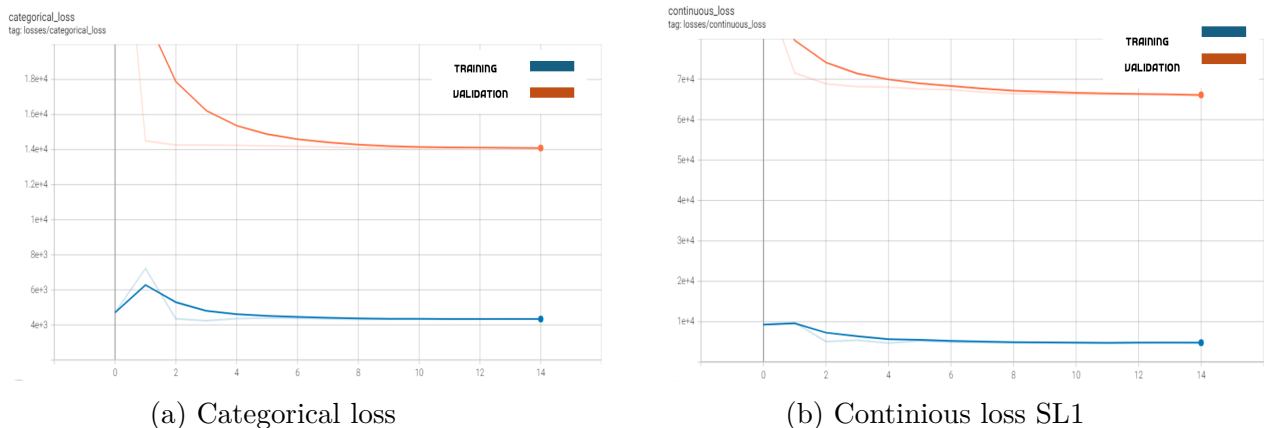 categorical_loss
tag: losses/categorical_loss
TRAINING
VALIDATION
1.8e+4
1.6e+4
1.4e+4
1.2e+4
1e+4
8e+3
6e+3
4e+3
0 2 4 6 8 10 12 14
(a) Categorical loss
continuous_loss
tag: losses/continuous_loss
TRAINING
VALIDATION
7e+4
6e+4
5e+4
4e+4
3e+4
2e+4
1e+4
0 2 4 6 8 10 12 14
(b) Continious loss SL1